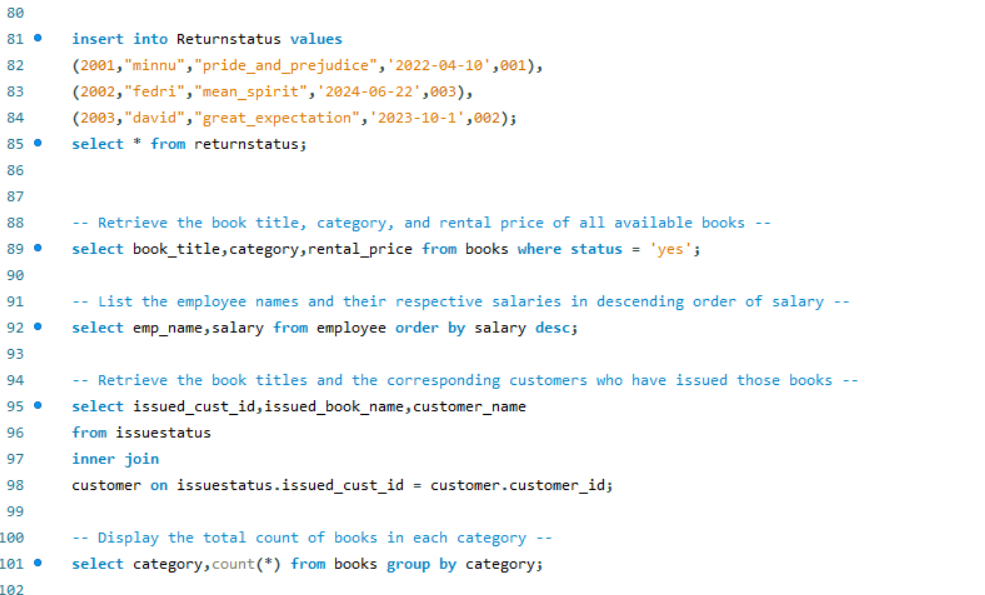 80
81 insert into Returnstatus values
82 (2001,"minnu","pride_and_prejudice",'2022-04-10',001),
83 (2002,"fedri","mean_spirit",'2024-06-22',003),
84 (2003,"david","great_expectation",'2023-10-1',002);
85 select * from returnstatus;
86
87
88 -- Retrieve the book title, category, and rental price of all available books --
89 select book_title,category,rental_price from books where status = 'yes';
90
91 -- List the employee names and their respective salaries in descending order of salary --
92 select emp_name,salary from employee order by salary desc;
93
94 -- Retrieve the book titles and the corresponding customers who have issued those books --
95 select issued_cust_id,issued_book_name,customer_name
96 from issuestatus
97 inner join
98 customer on issuestatus.issued_cust_id = customer.customer_id;
99
100 -- Display the total count of books in each category --
101 select category,count(*) from books group by category;
102